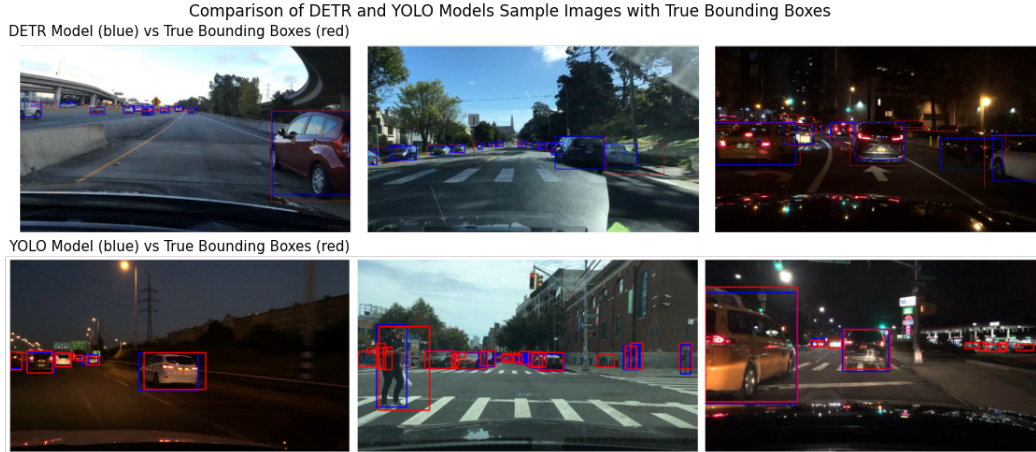 Comparison of DETR and YOLO Models Sample Images with True Bounding Boxes
DETR Model (blue) vs True Bounding Boxes (red)
YOLO Model (blue) vs True Bounding Boxes (red)